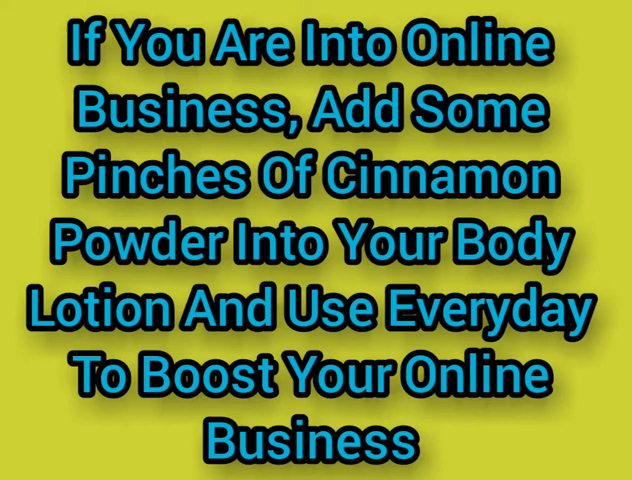 If You Are Into Online
Business, Add Some
Pinches Of Cinnamon
Powder Into Your Body
Lotion And Use Everyday
To Boost Your Online
Business